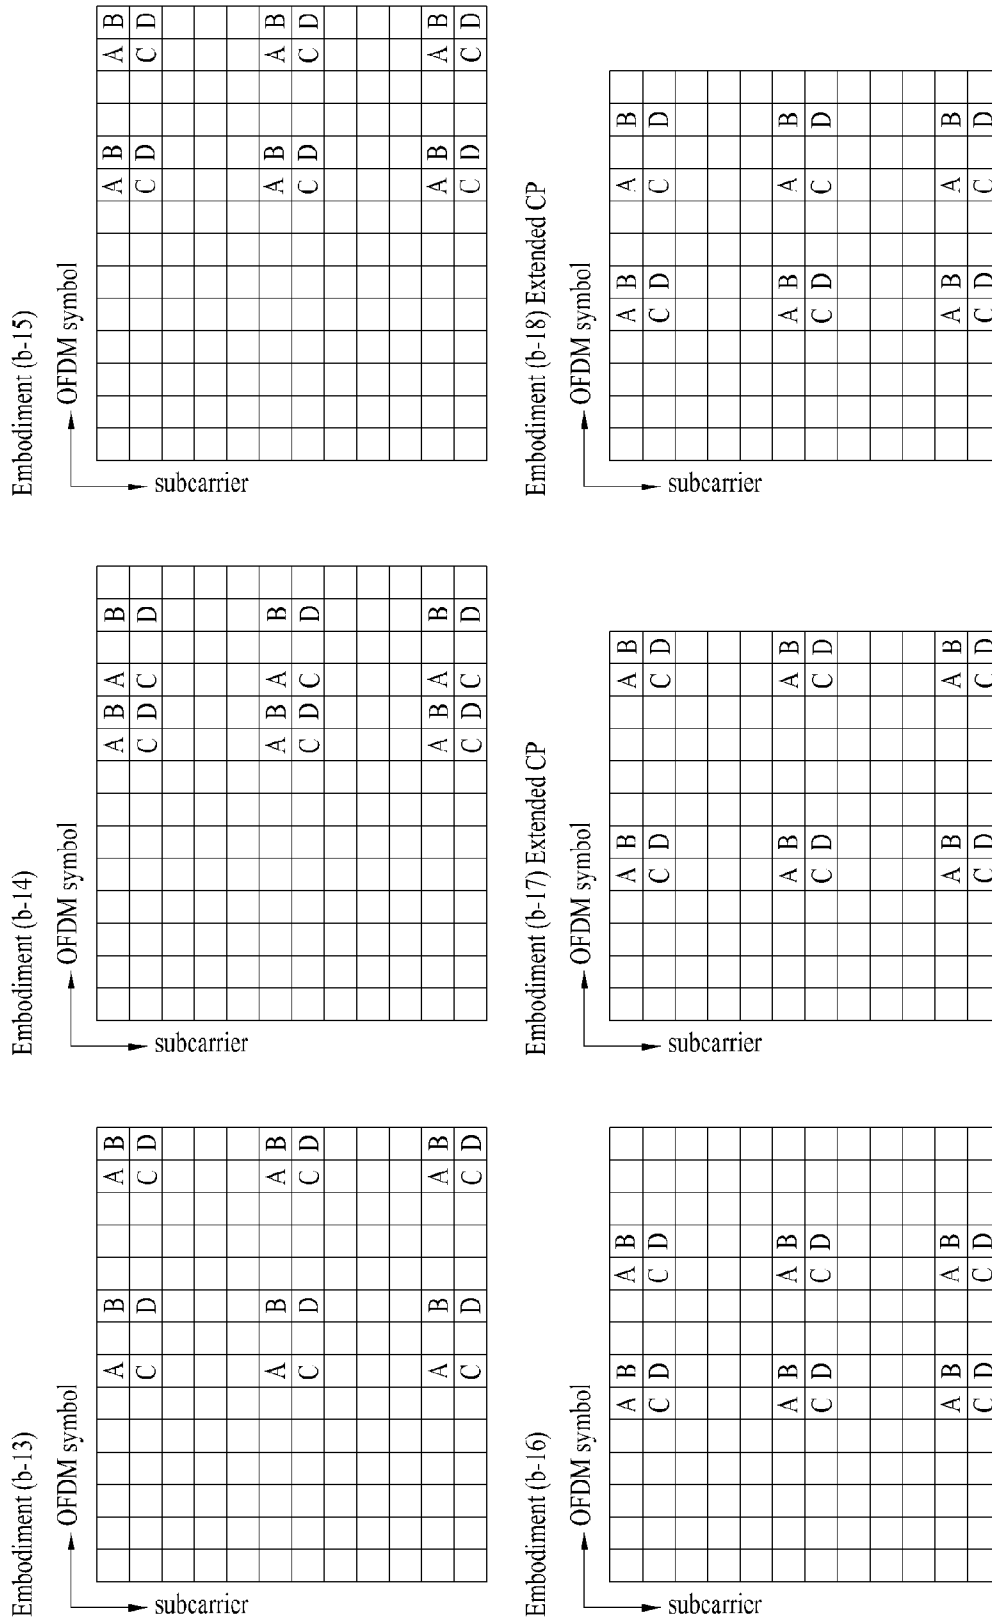 Embodiment (b-13)
OFDM symbol
subcarrier
A B A B
C D C D
A B A B
C D C D
A B A B
C D C D
Embodiment (b-14)
OFDM symbol
subcarrier
A B A B
C D C D
A B A B
C D C D
A B A B
C D C D
Embodiment (b-15)
OFDM symbol
subcarrier
A B A B
C D C D
A B A B
C D C D
A B A B
C D C D
Embodiment (b-16)
OFDM symbol
subcarrier
A B A B
C D C D
A B A B
C D C D
A B A B
C D C D
Embodiment (b-17) Extended CP
OFDM symbol
subcarrier
A B A B
C D C D
A B A B
C D C D
A B A B
C D C D
Embodiment (b-18) Extended CP
OFDM symbol
subcarrier
A B A B
C D C D
A B A B
C D C D
A B A B
C D C D